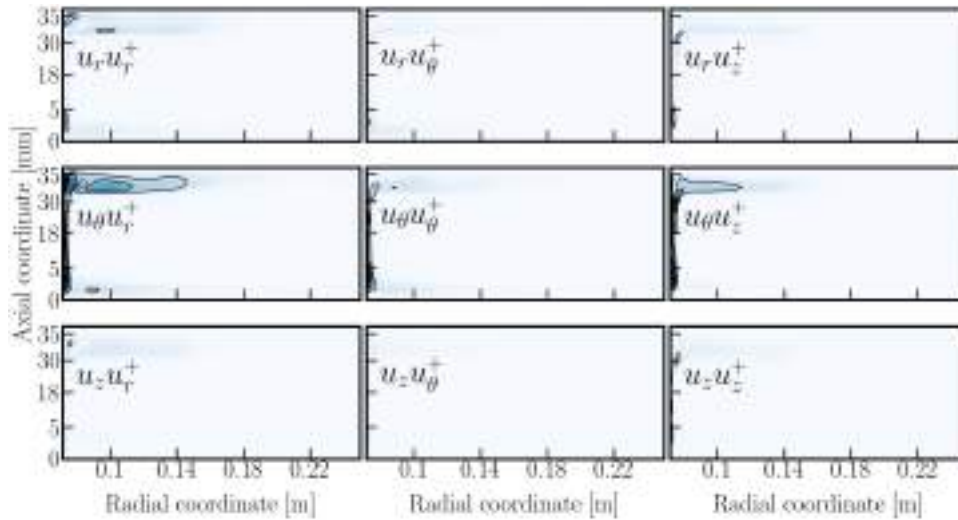 35
30
18
5
0
u_r u_r^+
u_r u_θ^+
u_r u_z^+
Axial coordinate [mm]
35
30
18
5
0
u_θ u_r^+
u_θ u_θ^+
u_θ u_z^+
35
30
18
5
0
u_z u_r^+
u_z u_θ^+
u_z u_z^+
0.1 0.14 0.18 0.22 0.1 0.14 0.18 0.22 0.1 0.14 0.18 0.22
Radial coordinate [m] Radial coordinate [m] Radial coordinate [m]